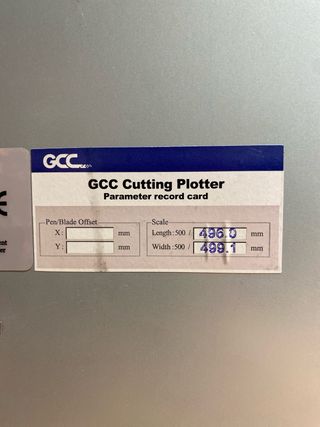 GCC
GCC Cutting Plotter
Parameter record card
Pen/Blade Offset
X: mm
Y: mm
Scale
Length:500 / 496.0 mm
Width:500 / 499.1 mm